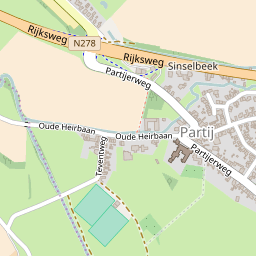 Rijksweg
N278
Rijksweg
Sinselbeek
Partijerweg
Oude Heirbaan
Oude Heirbaan
Partij
Teventweg
Partijerweg